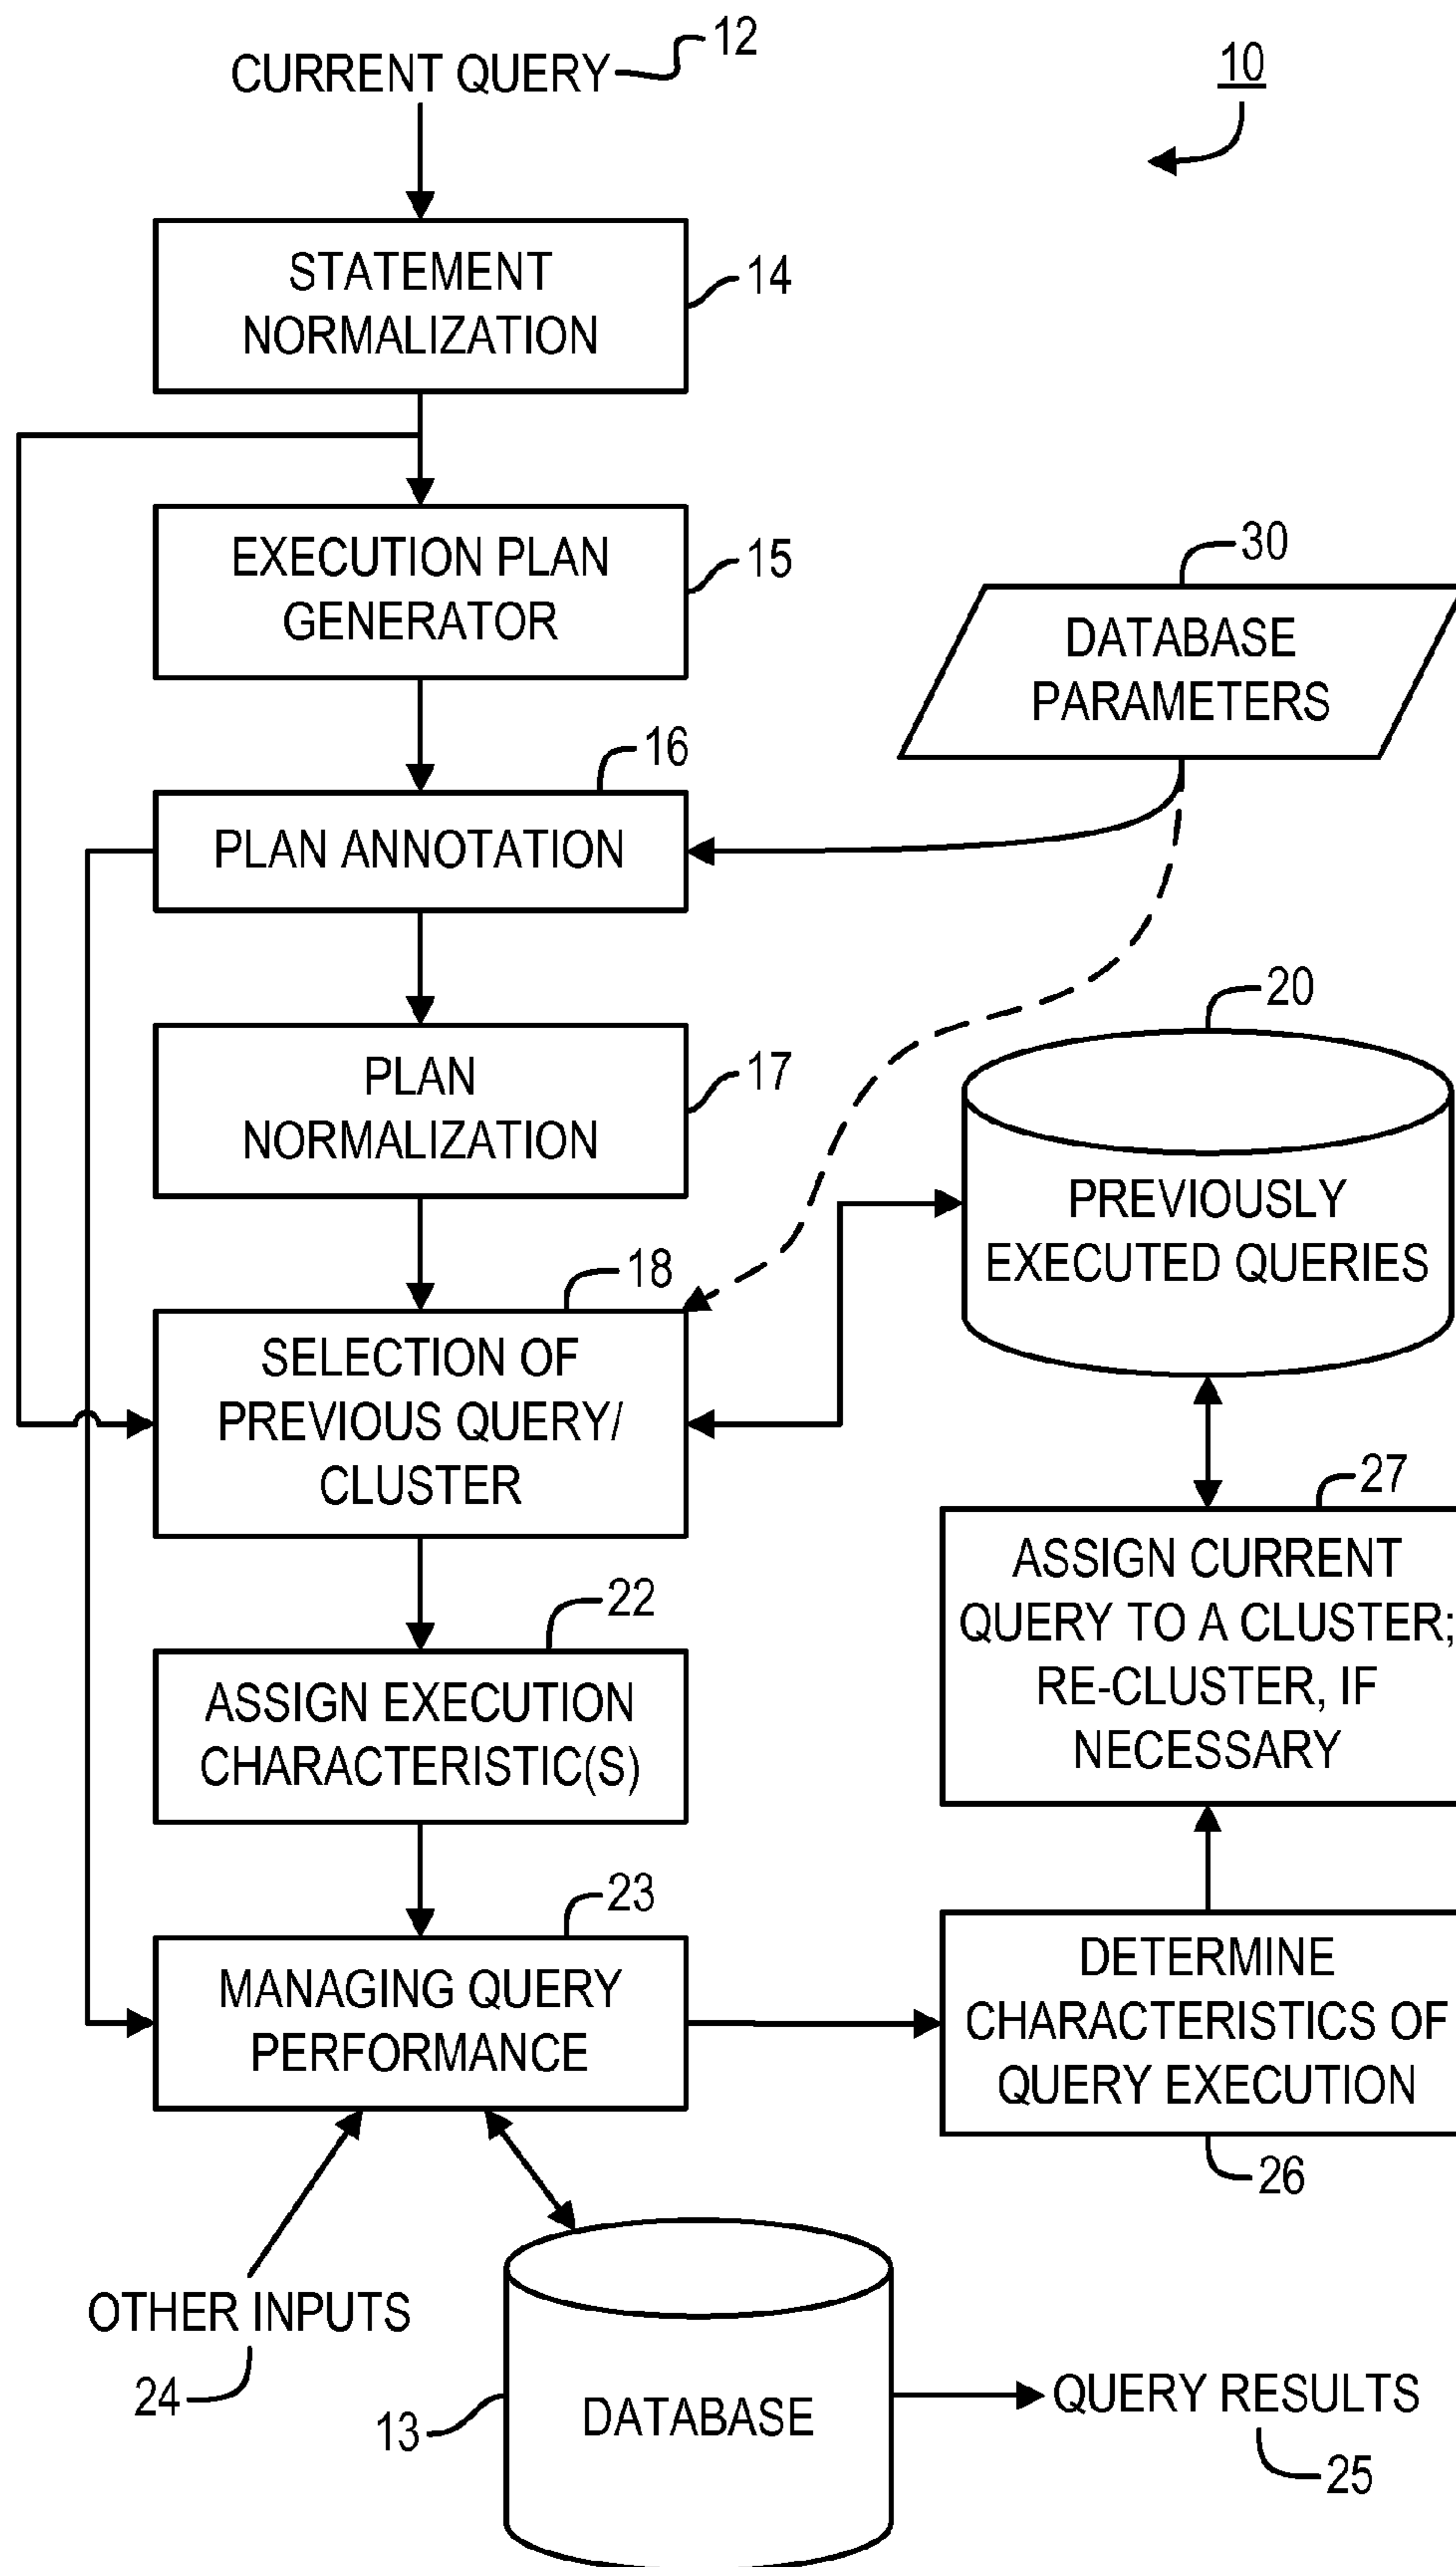 CURRENT QUERY
12
10
STATEMENT
NORMALIZATION
14
EXECUTION PLAN
GENERATOR
15
30
DATABASE
PARAMETERS
16
PLAN ANNOTATION
20
PLAN
NORMALIZATION
17
PREVIOUSLY
EXECUTED QUERIES
18
SELECTION OF
PREVIOUS QUERY/
CLUSTER
27
ASSIGN CURRENT
QUERY TO A CLUSTER;
RE-CLUSTER, IF
NECESSARY
22
ASSIGN EXECUTION
CHARACTERISTIC(S)
23
MANAGING QUERY
PERFORMANCE
DETERMINE
CHARACTERISTICS OF
QUERY EXECUTION
26
OTHER INPUTS
24
13
DATABASE
QUERY RESULTS
25